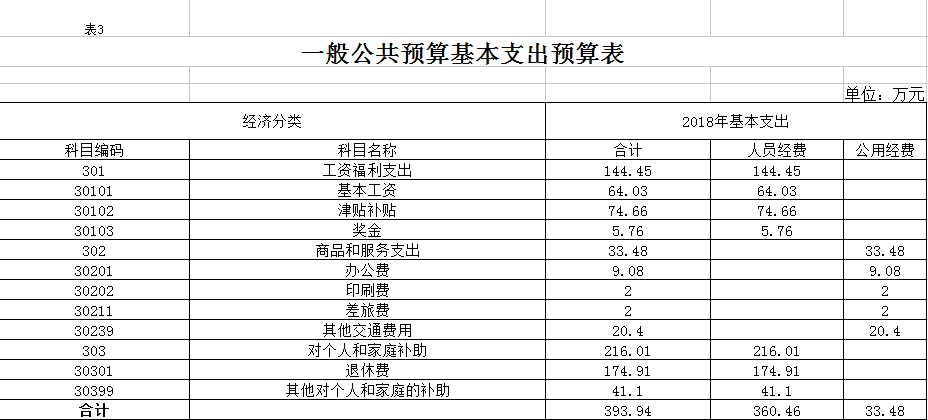 表3
一般公共预算基本支出预算表
单位：万元
经济分类 2018年基本支出
科目编码 科目名称 合计 人员经费 公用经费
301 工资福利支出 144.45 144.45
30101 基本工资 64.03 64.03
30102 津贴补贴 74.66 74.66
30103 奖金 5.76 5.76
302 商品和服务支出 33.48 33.48
30201 办公费 9.08 9.08
30202 印刷费 2 2
30211 差旅费 2 2
30239 其他交通费用 20.4 20.4
303 对个人和家庭补助 216.01 216.01
30301 退休费 174.91 174.91
30399 其他对个人和家庭的补助 41.1 41.1
合计 393.94 360.46 33.48